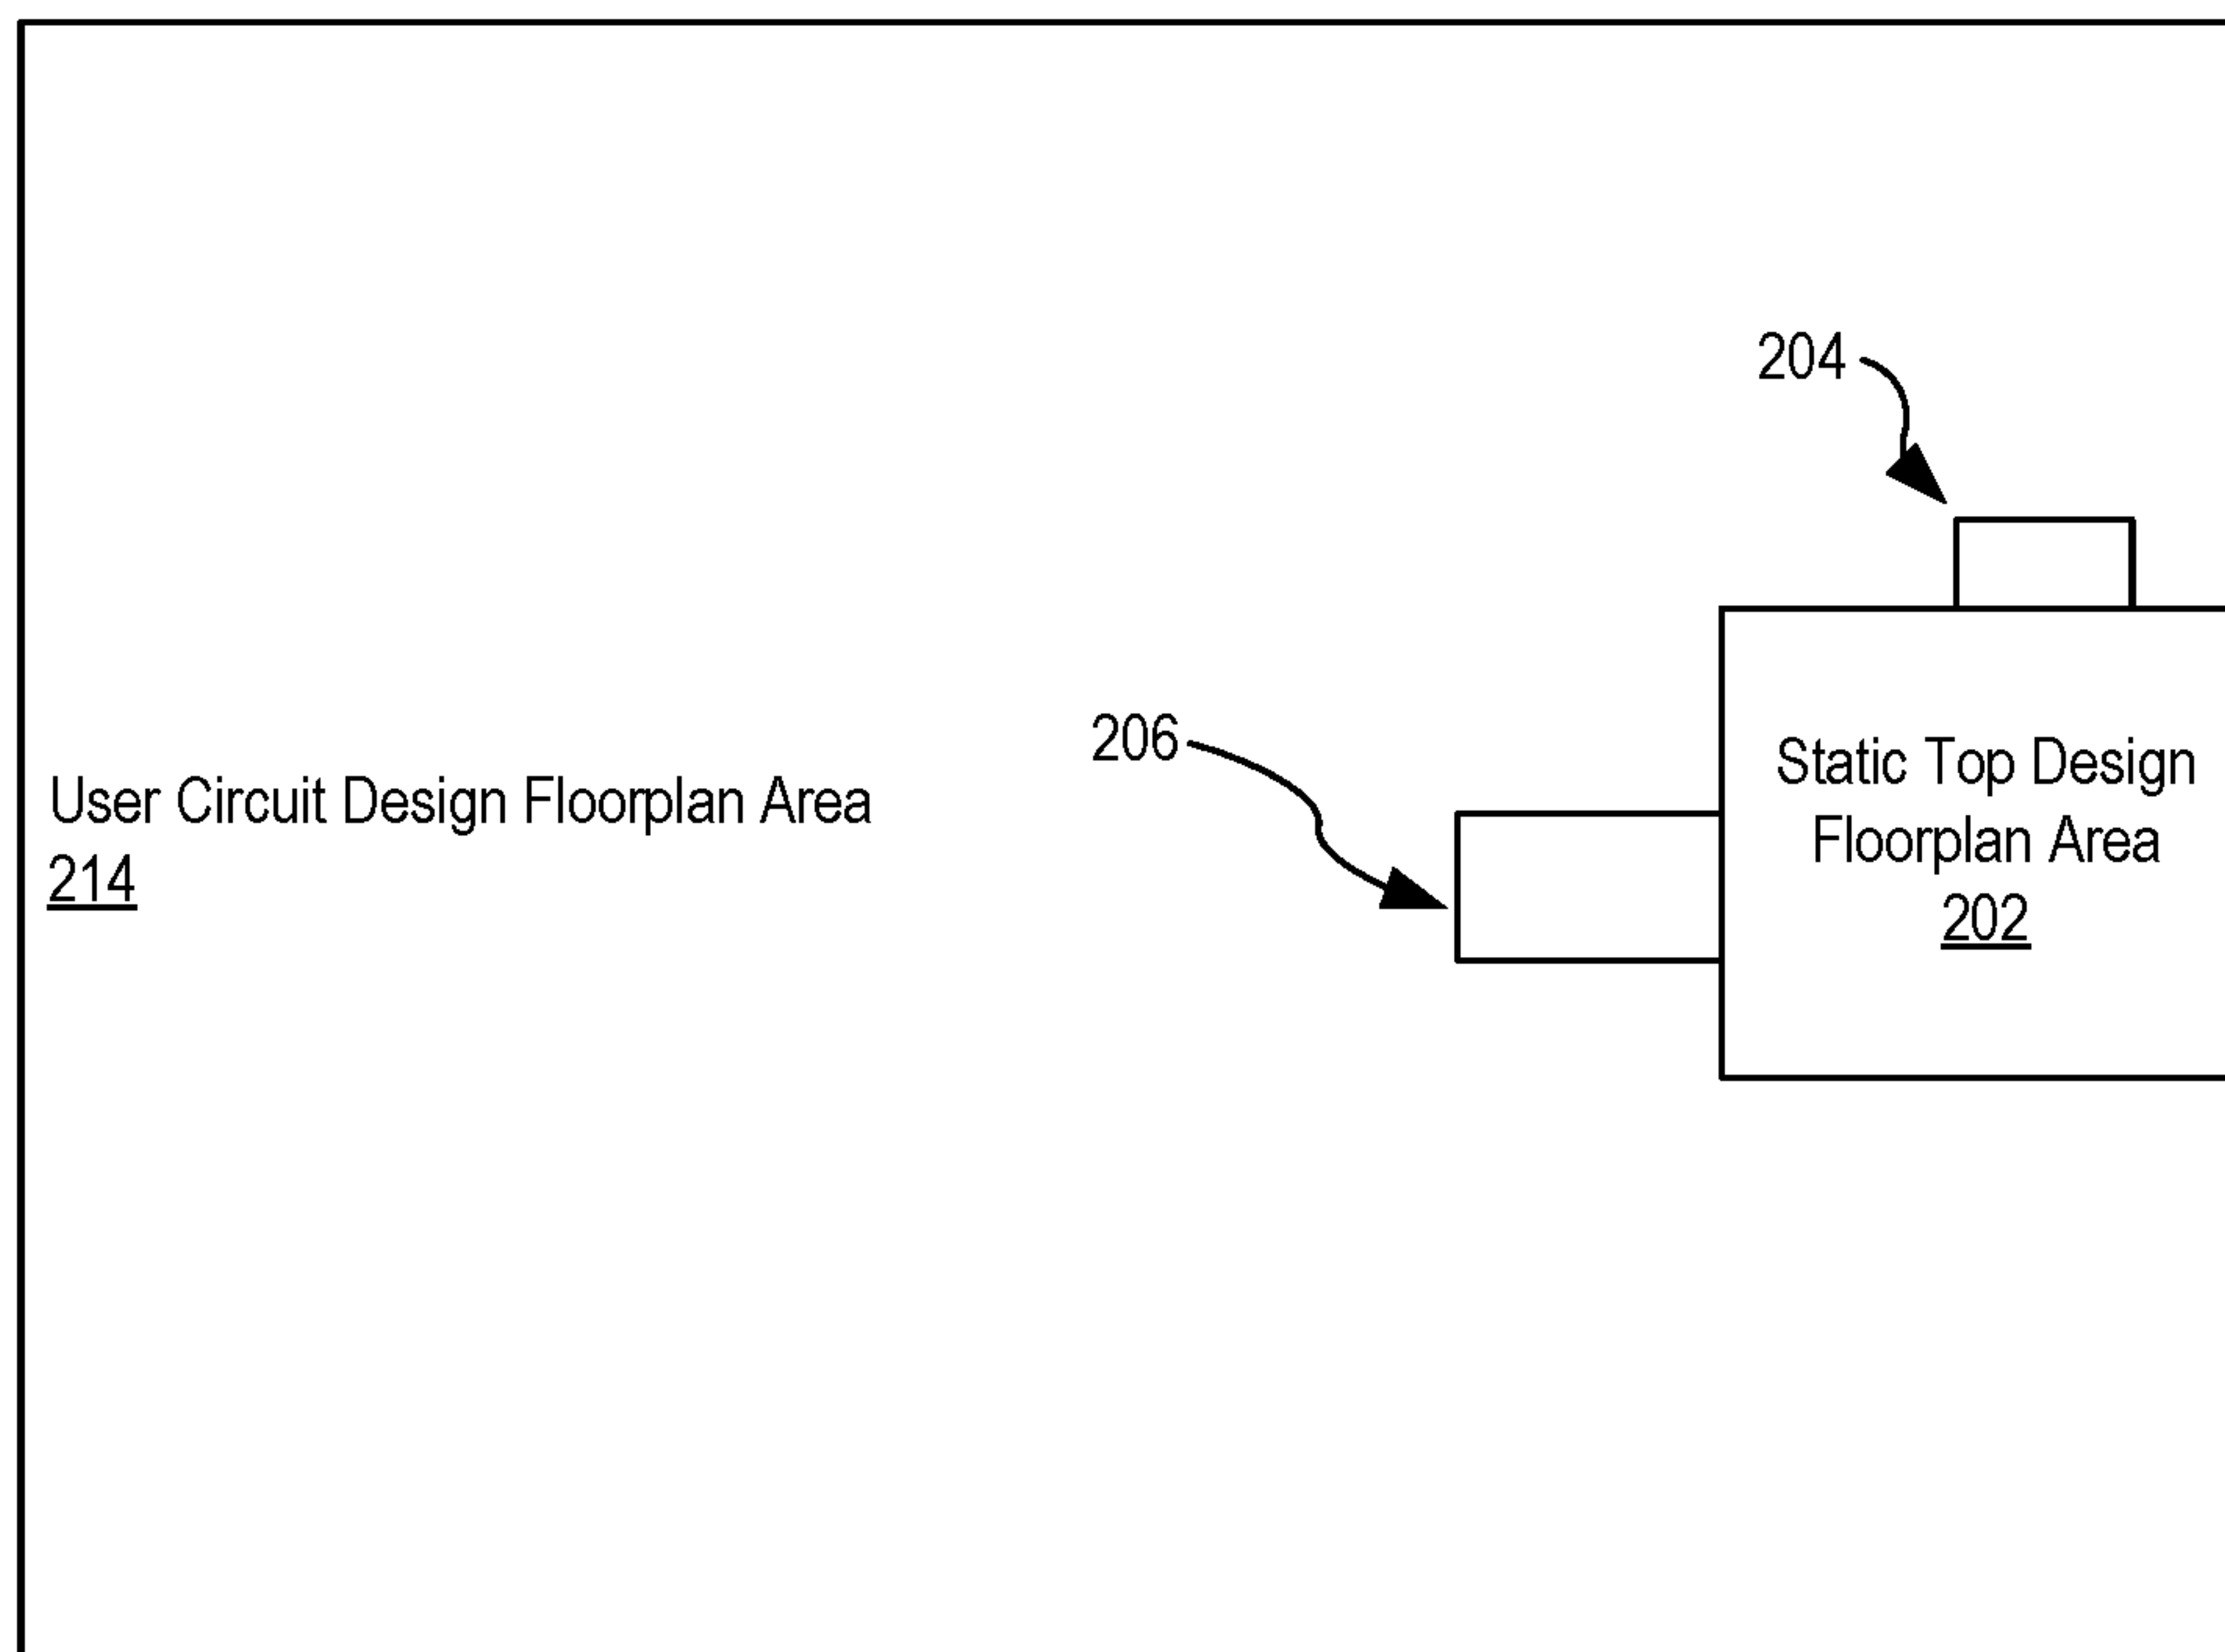 204
206
User Circuit Design Floorplan Area
214
Static Top Design
Floorplan Area
202